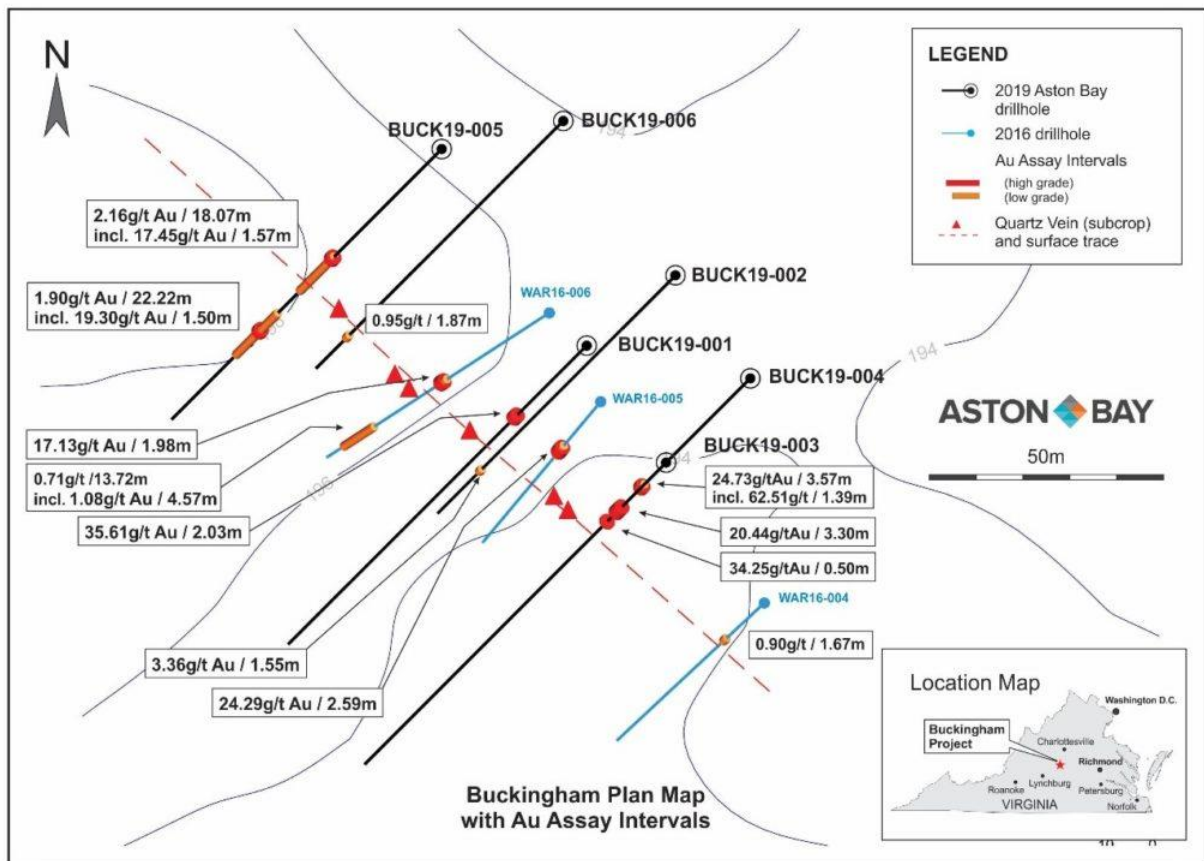 N
BUCK19-005
BUCK19-006
194
LEGEND
2019 Aston Bay
drillhole
2016 drillhole
Au Assay Intervals
(high grade)
(low grade)
Quartz Vein (subcrop)
and surface trace
2.16g/t Au / 18.07m
incl. 17.45g/t Au / 1.57m
BUCK19-002
WAR16-006
1.90g/t Au / 22.22m
incl. 19.30g/t Au / 1.50m
0.95g/t / 1.87m
BUCK19-001
194
BUCK19-004
WAR16-005
ASTON BAY
50m
BUCK19-003
194
17.13g/t Au / 1.98m
0.71g/t /13.72m
incl. 1.08g/t Au / 4.57m
196
24.73g/tAu / 3.57m
incl. 62.51g/t / 1.39m
35.61g/t Au / 2.03m
20.44g/tAu / 3.30m
34.25g/tAu / 0.50m
WAR16-004
0.90g/t / 1.67m
3.36g/t Au / 1.55m
24.29g/t Au / 2.59m
Location Map
Washington D.C.
Buckingham
Project
Charlottesville
Richmond
Lynchburg
Roanoke
Petersburg
Norfolk
VIRGINIA
Buckingham Plan Map
with Au Assay Intervals